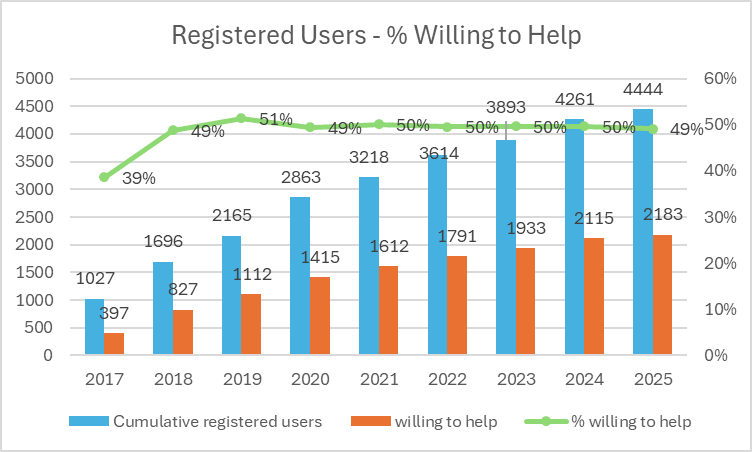 Registered Users - % Willing to Help
5000 60%
4500
4000 50%
3500
3000 40%
2500 30%
2000
1500 20%
1000 10%
500
0 0%
39% 49% 51% 49% 50% 50% 50% 50% 49%
1027 1696 2165 2863 3218 3614 3893 4261 4444
397 827 1112 1415 1612 1791 1933 2115 2183
2017 2018 2019 2020 2021 2022 2023 2024 2025
Cumulative registered users willing to help % willing to help